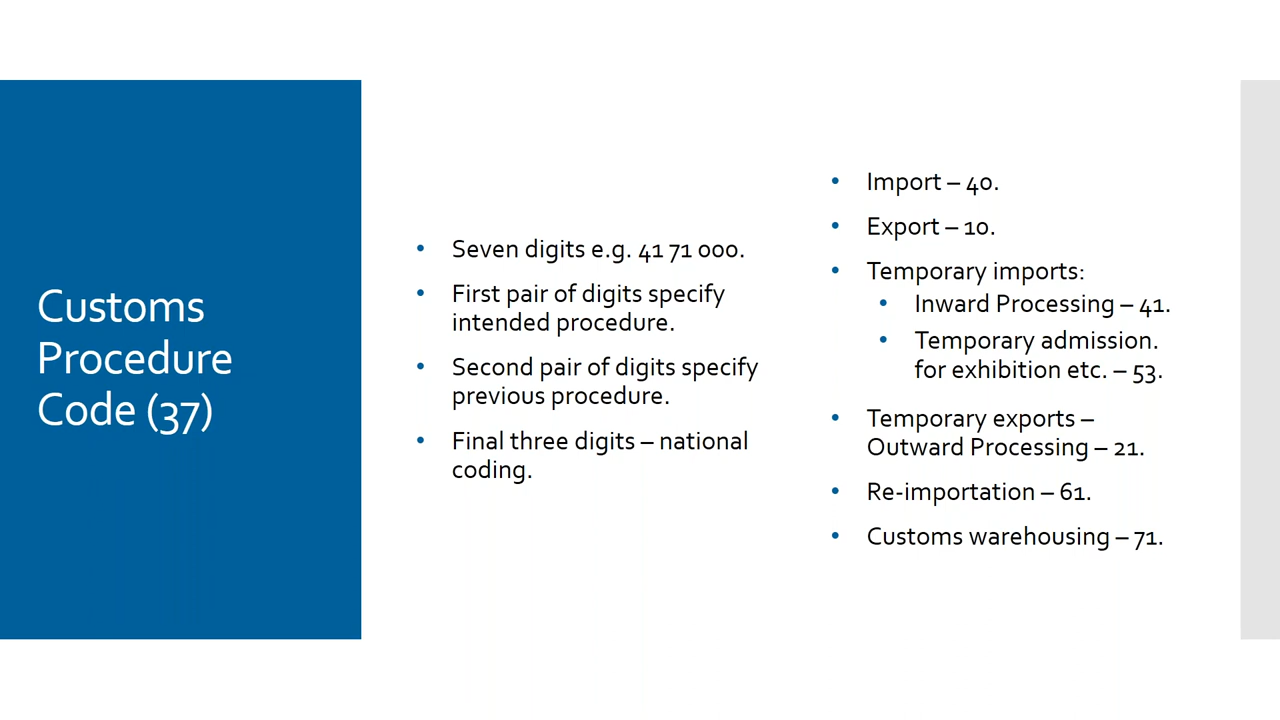 Customs
Procedure
Code (37)
• Seven digits e.g. 41 71 000.
• First pair of digits specify
intended procedure.
• Second pair of digits specify
previous procedure.
• Final three digits – national
coding.
• Import – 40.
• Export – 10.
• Temporary imports:
• Inward Processing – 41.
• Temporary admission.
for exhibition etc. – 53.
• Temporary exports –
Outward Processing – 21.
• Re-importation – 61.
• Customs warehousing – 71.